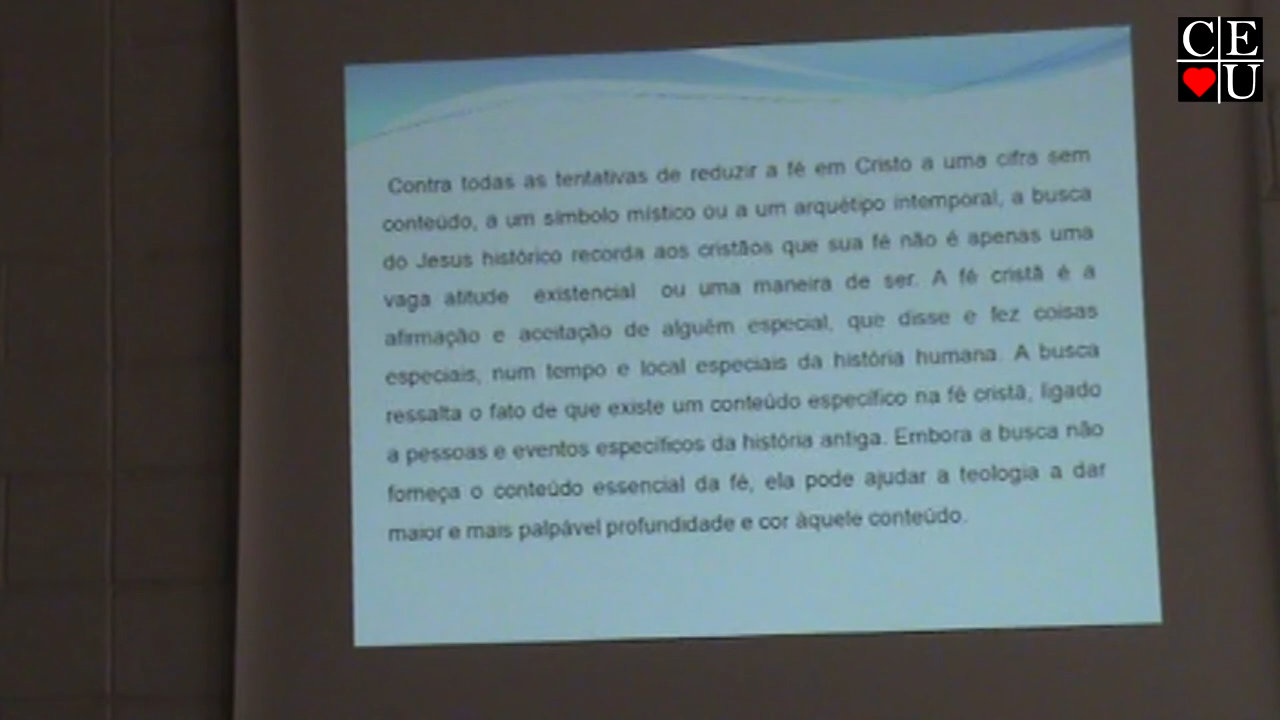 CE
U
Contra todas as tentativas de reduzir a fé em Cristo a uma cifra sem
conteúdo, a um símbolo místico ou a um arquétipo intemporal, a busca
do Jesus histórico recorda aos cristãos que sua fé não é apenas uma
vaga atitude existencial ou uma maneira de ser. A fé cristã é a
afirmação e aceitação de alguém especial, que disse e fez coisas
especiais, num tempo e local especiais da história humana. A busca
ressalta o fato de que existe um conteúdo específico na fé cristã, ligado
a pessoas e eventos específicos da história antiga. Embora a busca não
forneça o conteúdo essencial da fé, ela pode ajudar a teologia a dar
maior e mais palpável profundidade e cor àquele conteúdo.